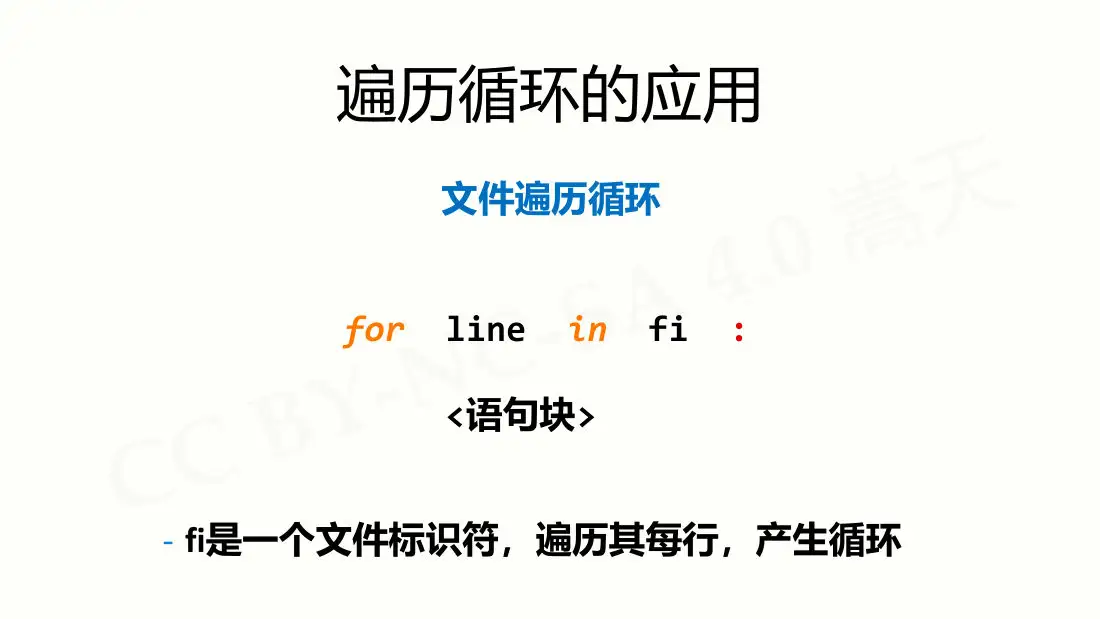 遍历循环的应用
文件遍历循环
for line in fi :
<语句块>
- fi是一个文件标识符，遍历其每行，产生循环
CC BY-NC-SA 4.0 嵩天